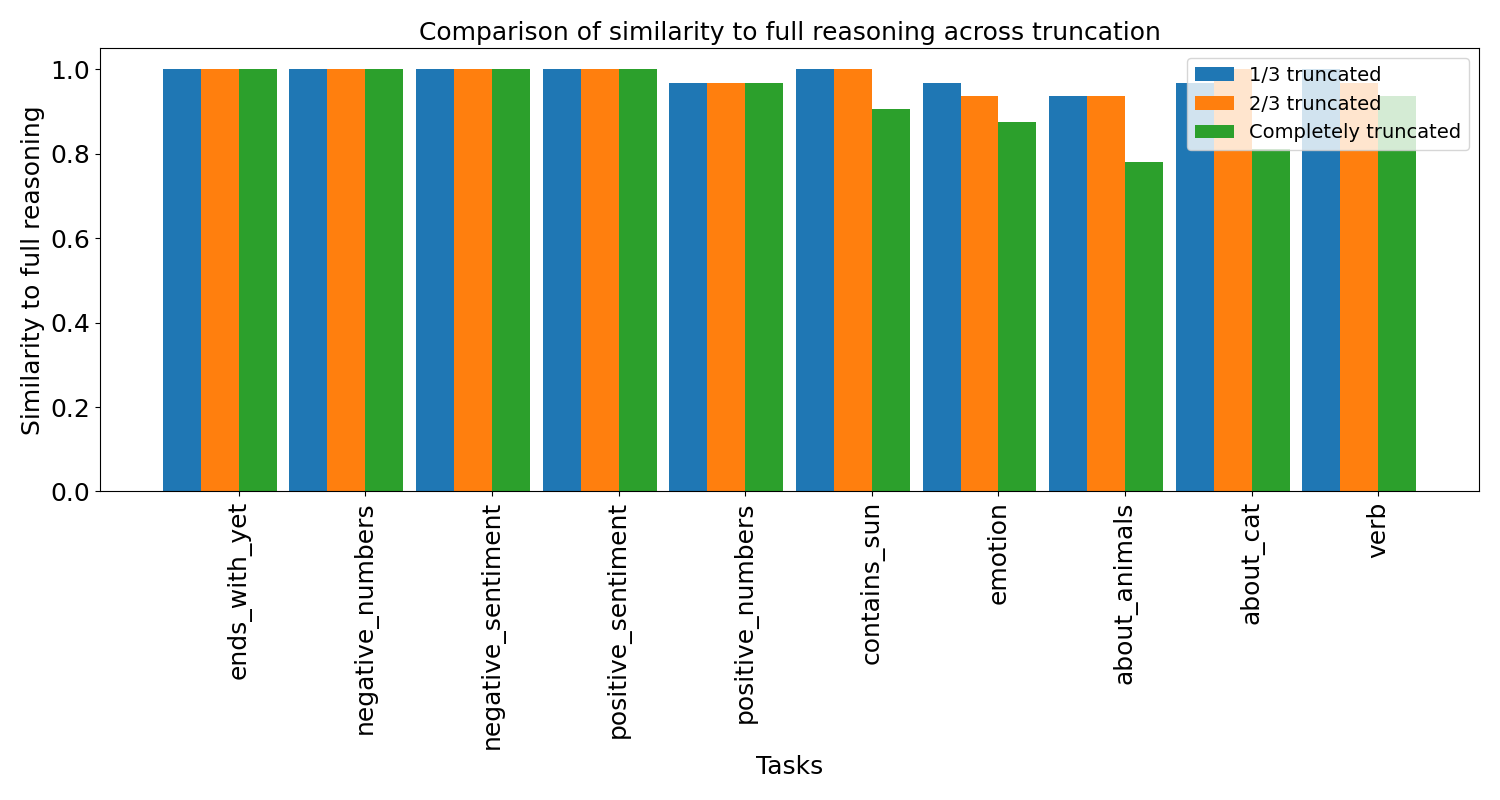 Comparison of similarity to full reasoning across truncation
Similarity to full reasoning
1.0
0.8
0.6
0.4
0.2
0.0
1/3 truncated
2/3 truncated
Completely truncated
ends_with_yet
negative_numbers
negative_sentiment
positive_sentiment
positive_numbers
contains_sun
emotion
about_animals
about_cat
verb
Tasks